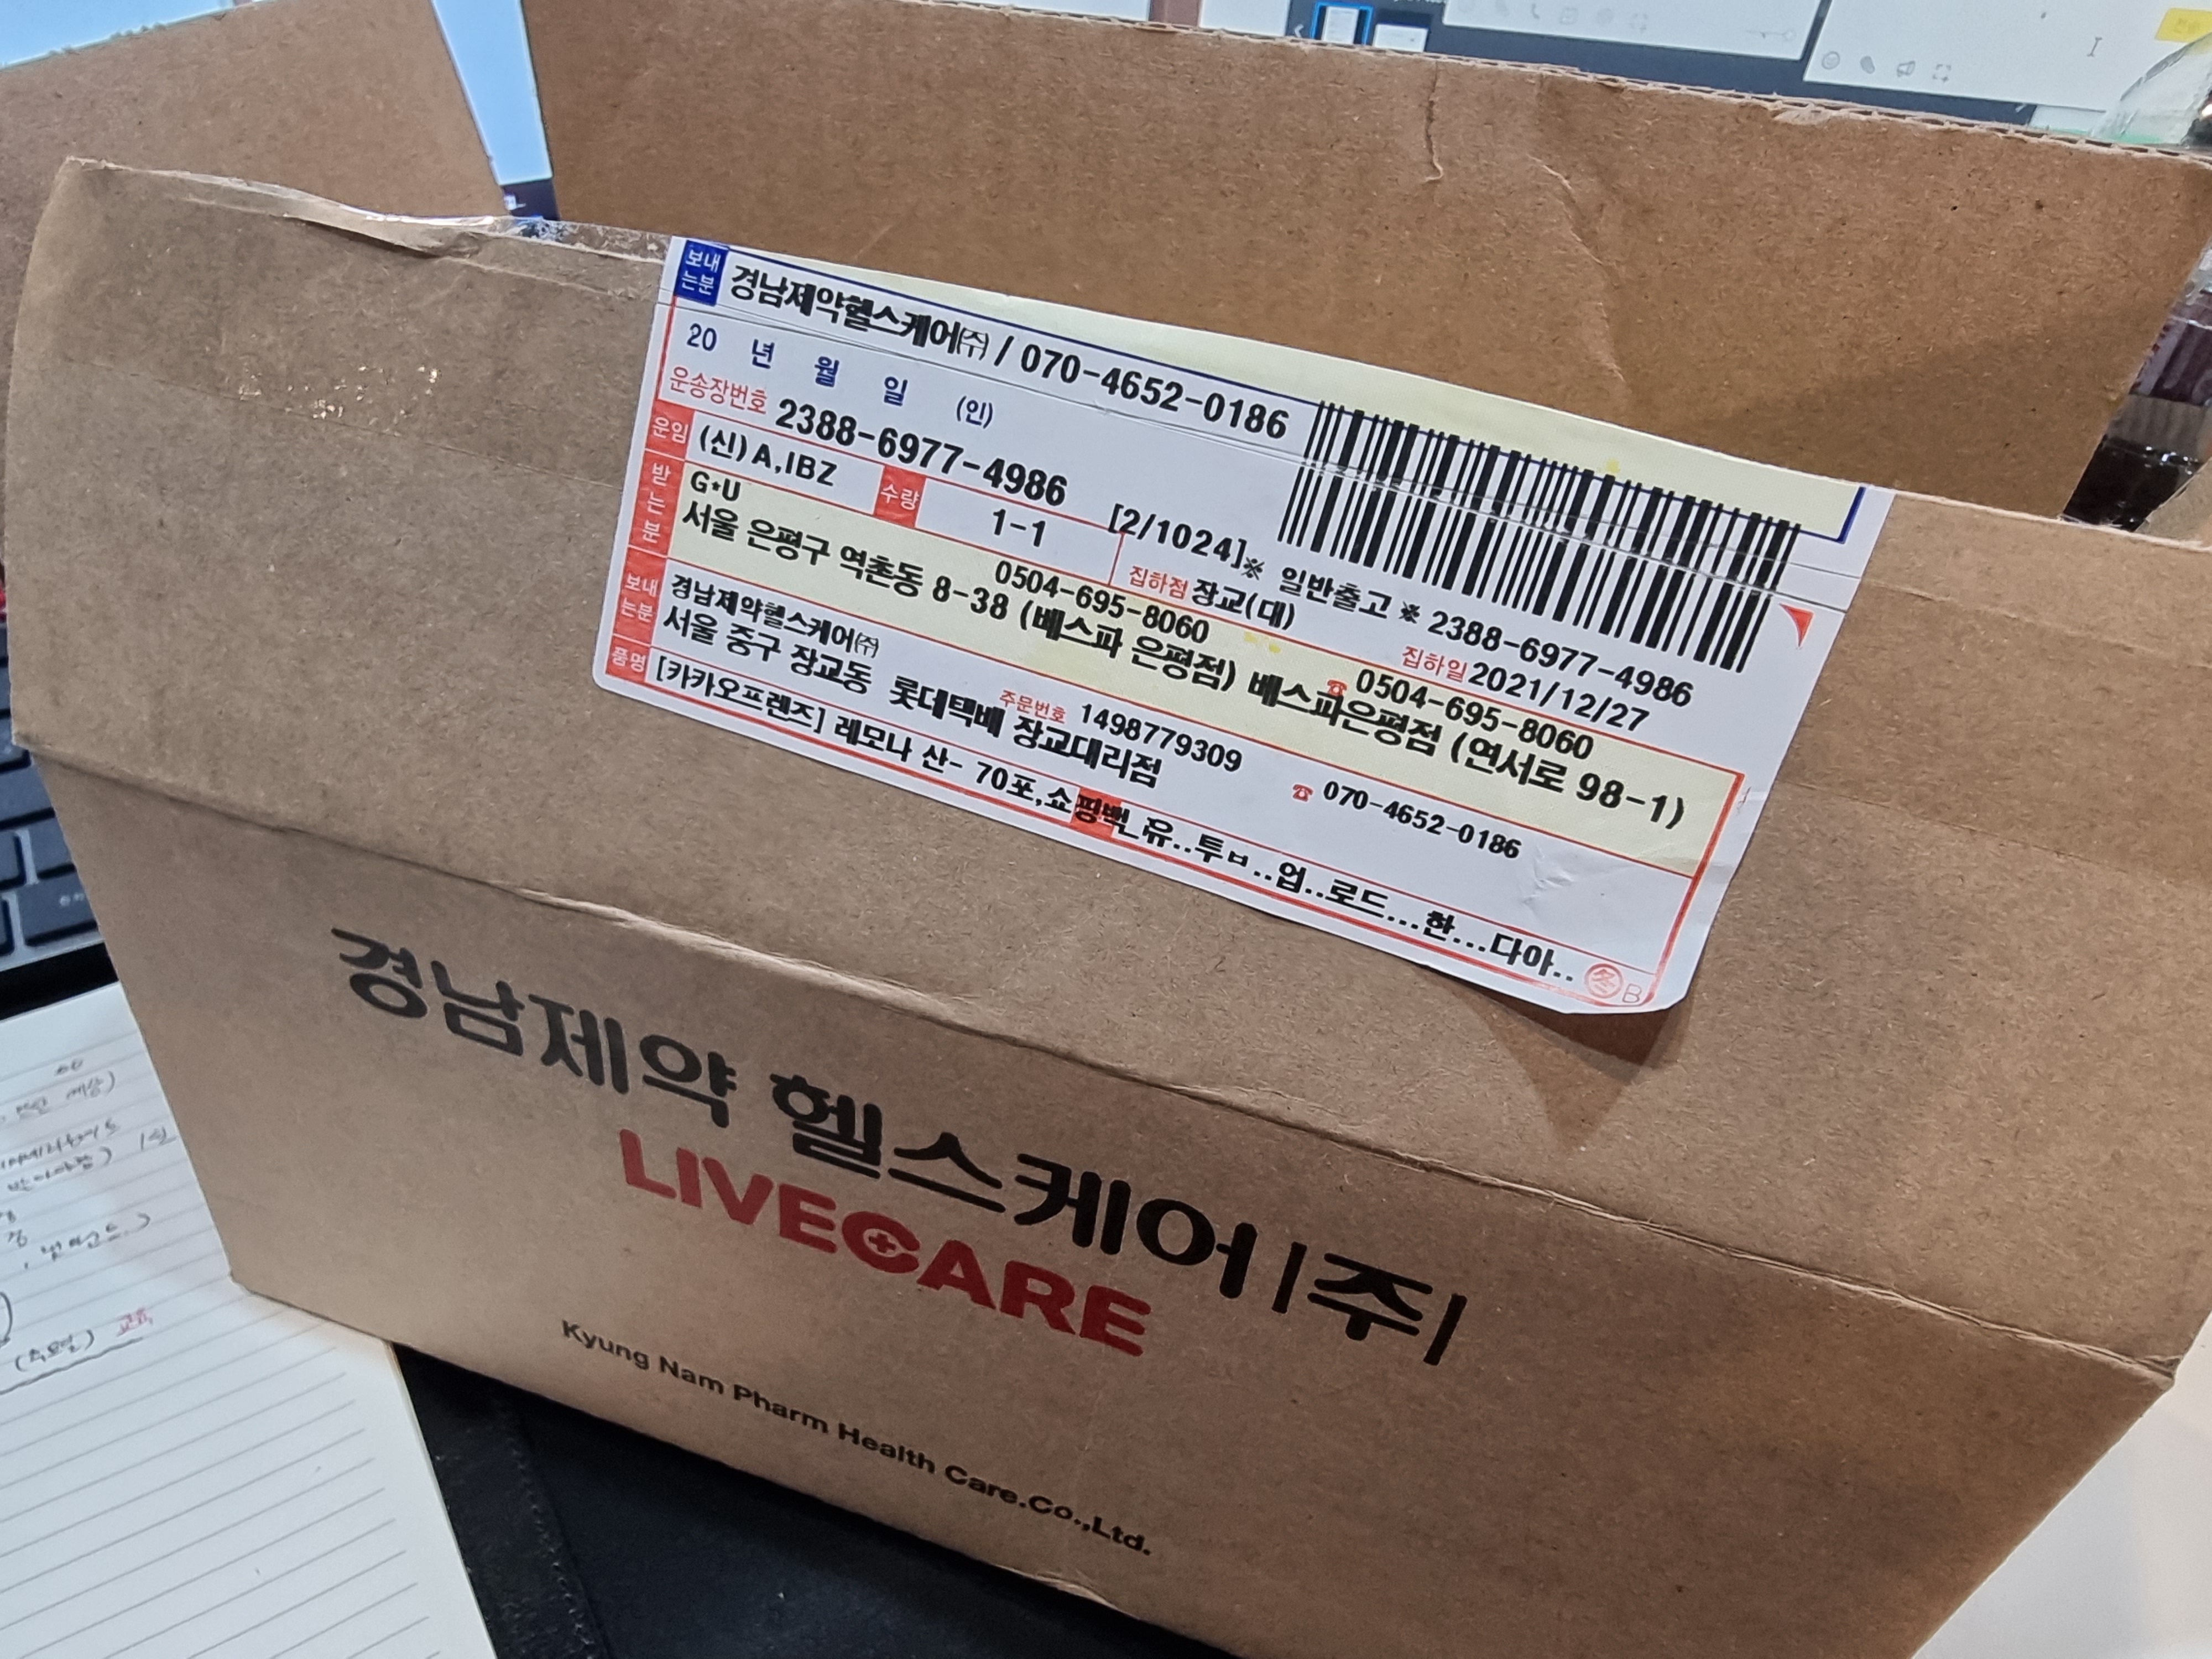 보내는분
경남제약헬스케어㈜ / 070-4652-0186
20 년 월 일 (인)
운송장번호 2388-6977-4986
운임 (신)A,IBZ 수량 1-1
[2/1024]※ 일반출고 ※ 2388-6977-4986
집하점 장교(대) 집하일 2021/12/27
받는분
G*U 0504-695-8060 ☎ 0504-695-8060
서울 은평구 역촌동 8-38 (베스파 은평점) 베스파은평점 (연서로 98-1)
보내는분
경남제약헬스케어㈜ 주문번호 1498779309 ☎ 070-4652-0186
서울 중구 장교동 롯데택배 장교대리점
품명 [카카오프렌즈] 레모나 산- 70포,쇼핑백_유..투ㅂ..업..로드...한...다아..
冬 B
경남제약 헬스케어(주)
LIVECARE
Kyung Nam Pharm Health Care.Co.,Ltd.
(수요일) 교육